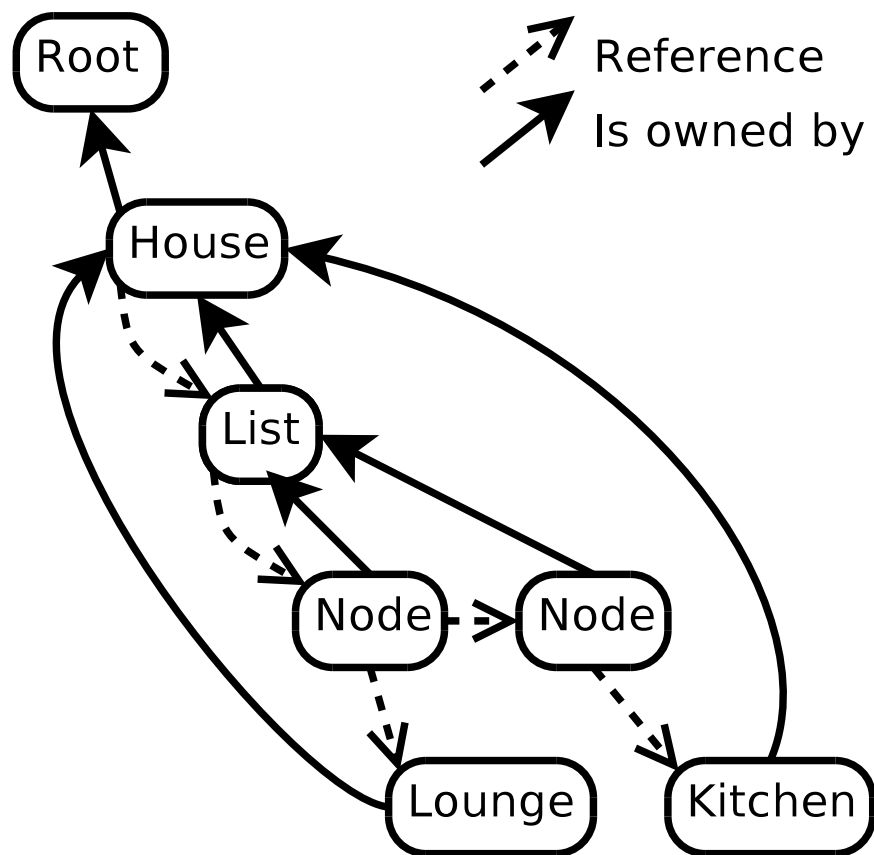 Root
Reference
Is owned by
House
List
Node
Node
Lounge
Kitchen